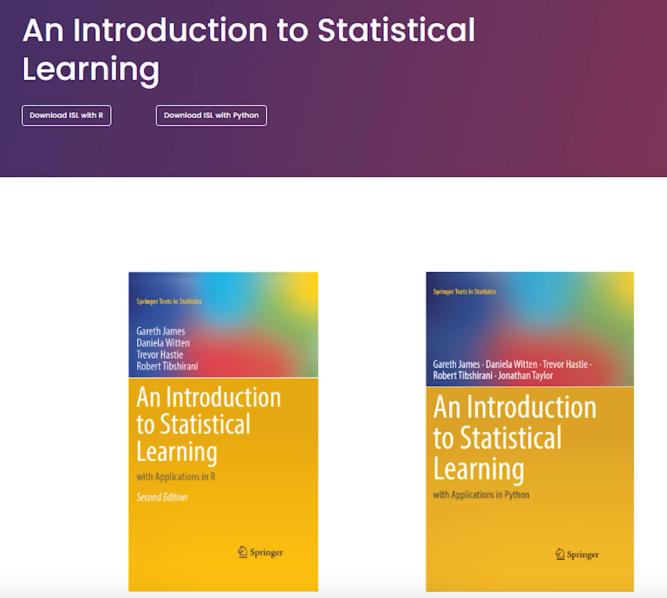 An Introduction to Statistical
Learning
Download ISL with R
Download ISL with Python
Springer Texts in Statistics
Gareth James
Daniela Witten
Trevor Hastie
Robert Tibshirani
An Introduction
to Statistical
Learning
with Applications in R
Second Edition
Springer
Springer Texts in Statistics
Gareth James · Daniela Witten · Trevor Hastie ·
Robert Tibshirani · Jonathan Taylor
An Introduction
to Statistical
Learning
with Applications in Python
Springer